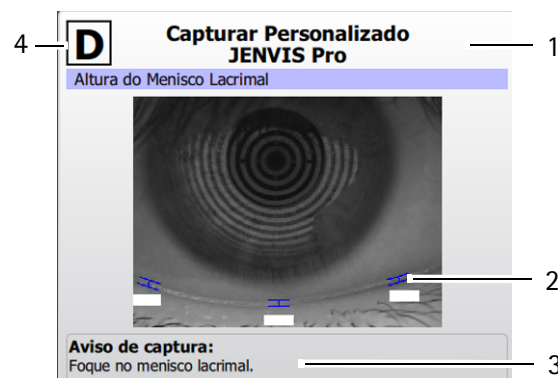 4
D
Capturar Personalizado
JENVIS Pro
1
Altura do Menisco Lacrimal
2
Aviso de captura:
Foque no menisco lacrimal.
3